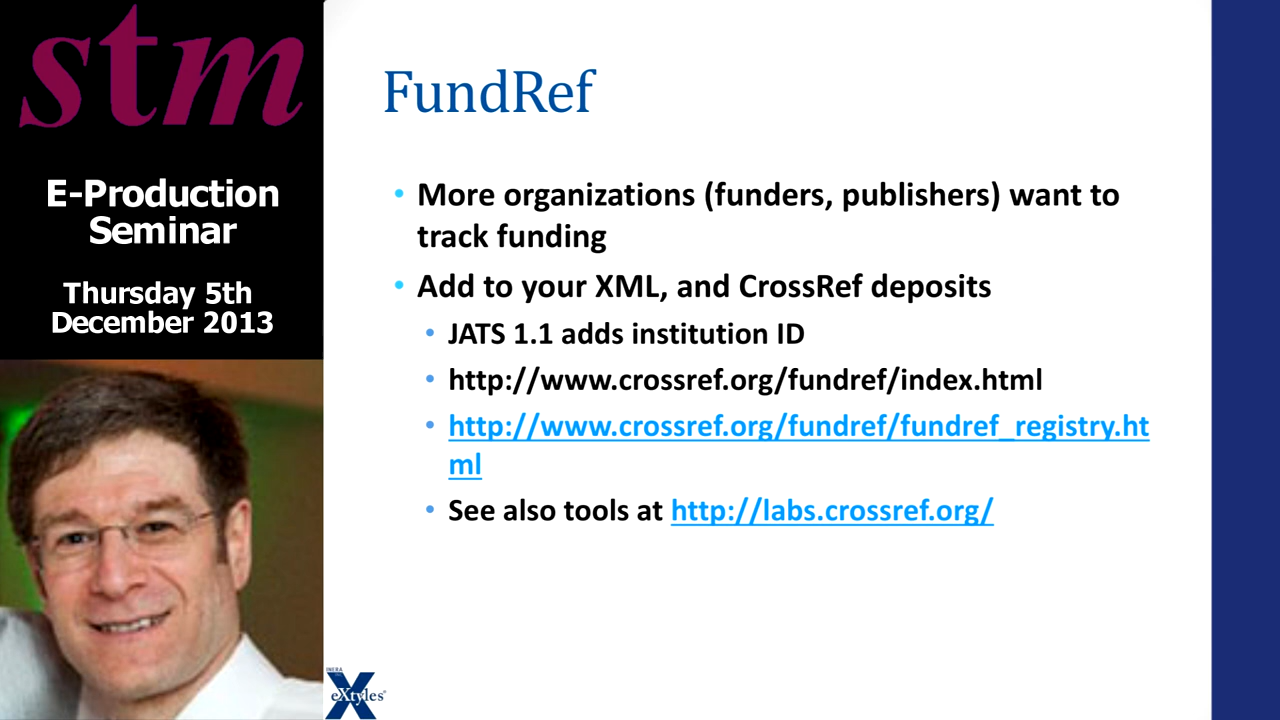 stm
E-Production
Seminar
Thursday 5th
December 2013
FundRef
• More organizations (funders, publishers) want to
track funding
• Add to your XML, and CrossRef deposits
• JATS 1.1 adds institution ID
• http://www.crossref.org/fundref/index.html
• http://www.crossref.org/fundref/fundref_registry.ht
ml
• See also tools at http://labs.crossref.org/
INERA
eXtyles®